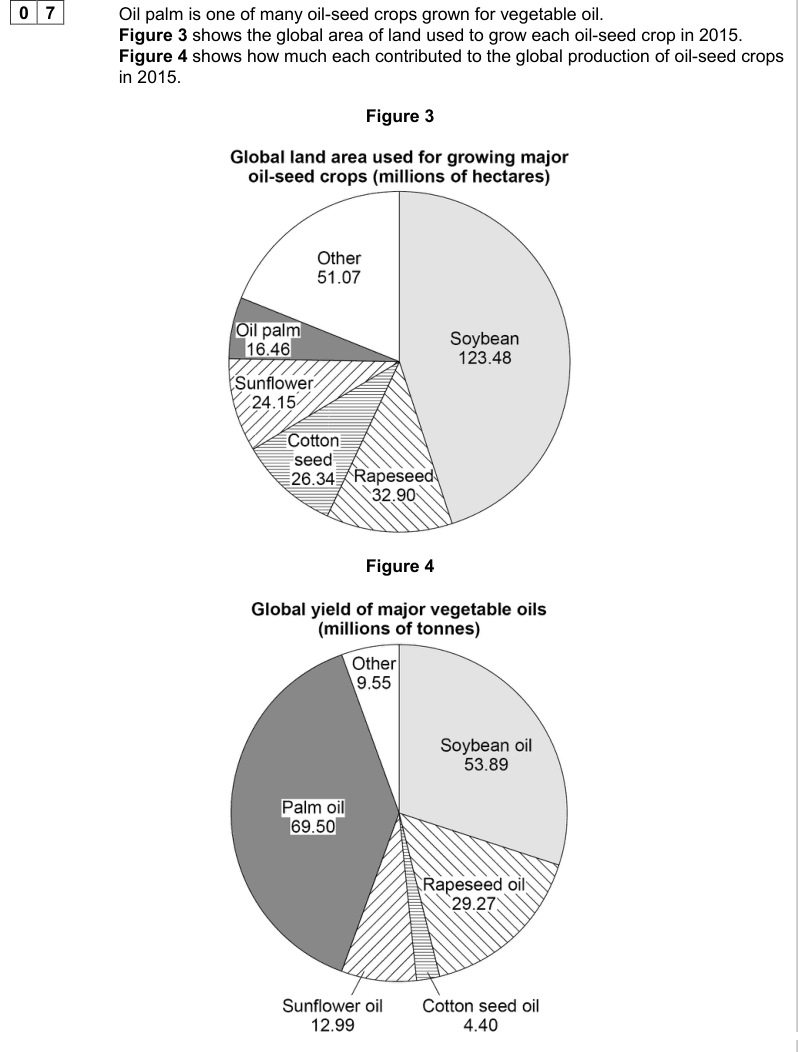 0 7
Oil palm is one of many oil-seed crops grown for vegetable oil.
Figure 3 shows the global area of land used to grow each oil-seed crop in 2015.
Figure 4 shows how much each contributed to the global production of oil-seed crops
in 2015.
Figure 3
Global land area used for growing major
oil-seed crops (millions of hectares)
Other
51.07
Soybean
123.48
Oil palm
16.46
Sunflower
24.15
Cotton
seed
26.34
Rapeseed
32.90
Figure 4
Global yield of major vegetable oils
(millions of tonnes)
Other
9.55
Soybean oil
53.89
Palm oil
69.50
Rapeseed oil
29.27
Sunflower oil
12.99
Cotton seed oil
4.40